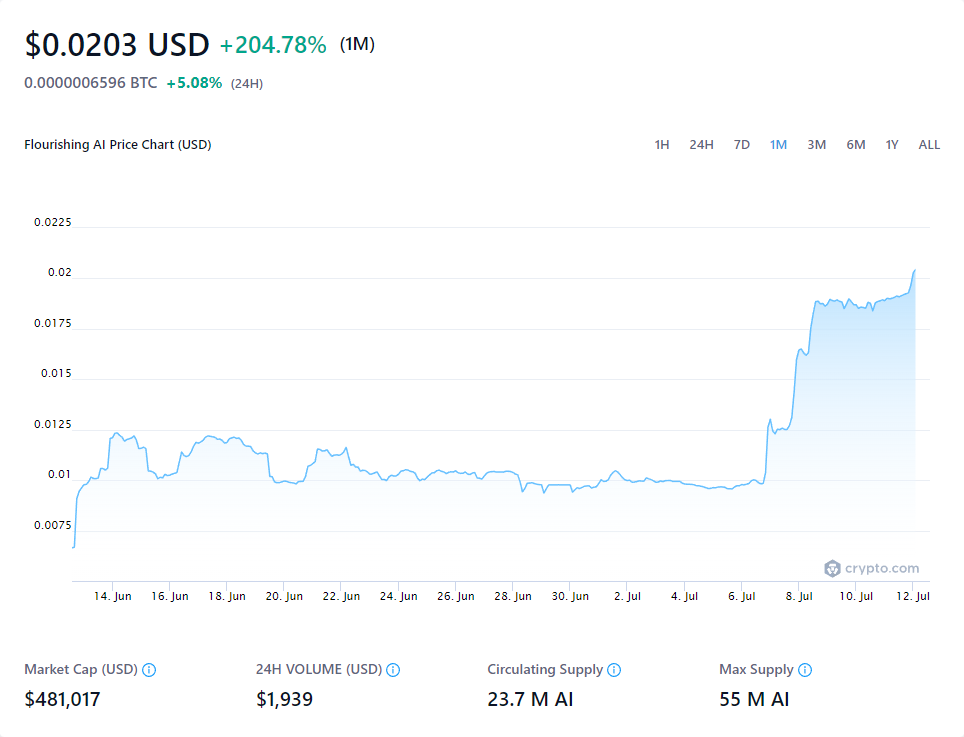 $0.0203 USD +204.78% (1M)
0.0000006596 BTC +5.08% (24H)
Flourishing AI Price Chart (USD) 1H 24H 7D 1M 3M 6M 1Y ALL
0.0225
0.02
0.0175
0.015
0.0125
0.01
0.0075
crypto.com
14. Jun 16. Jun 18. Jun 20. Jun 22. Jun 24. Jun 26. Jun 28. Jun 30. Jun 2. Jul 4. Jul 6. Jul 8. Jul 10. Jul 12. Jul
Market Cap (USD) 24H VOLUME (USD) Circulating Supply Max Supply
$481,017 $1,939 23.7 M AI 55 M AI